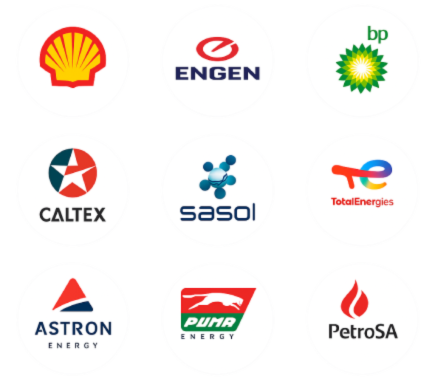 bp
ENGEN
CALTEX
sasol
TotalEnergies
ASTRON
ENERGY
PUMA
ENERGY
PetroSA